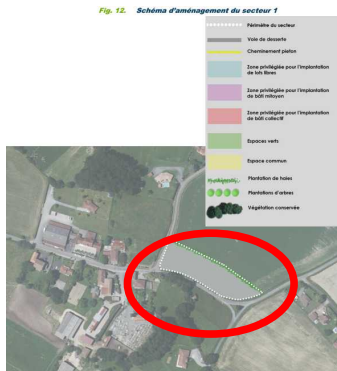 Fig. 12. Schéma d'aménagement du secteur 1
Périmètre du secteur
Voie de desserte
Cheminement piéton
Zone privilégiée pour l'implantation
de lots libres
Zone privilégiée pour l'implantation
de bâti mitoyen
Zone privilégiée pour l'implantation
de bâti collectif
Espaces verts
Espace commun
Plantation de haies
Plantations d'arbres
Végétation conservée